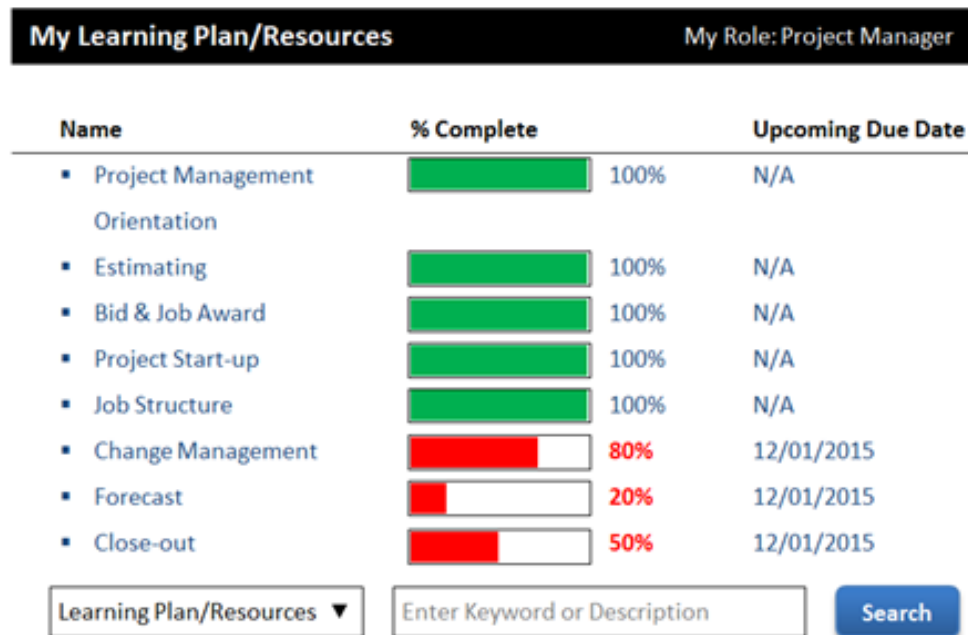 My Learning Plan/Resources My Role: Project Manager
Name % Complete Upcoming Due Date
▪ Project Management 100% N/A
Orientation
▪ Estimating 100% N/A
▪ Bid & Job Award 100% N/A
▪ Project Start-up 100% N/A
▪ Job Structure 100% N/A
▪ Change Management 80% 12/01/2015
▪ Forecast 20% 12/01/2015
▪ Close-out 50% 12/01/2015
Learning Plan/Resources ▼ Enter Keyword or Description Search